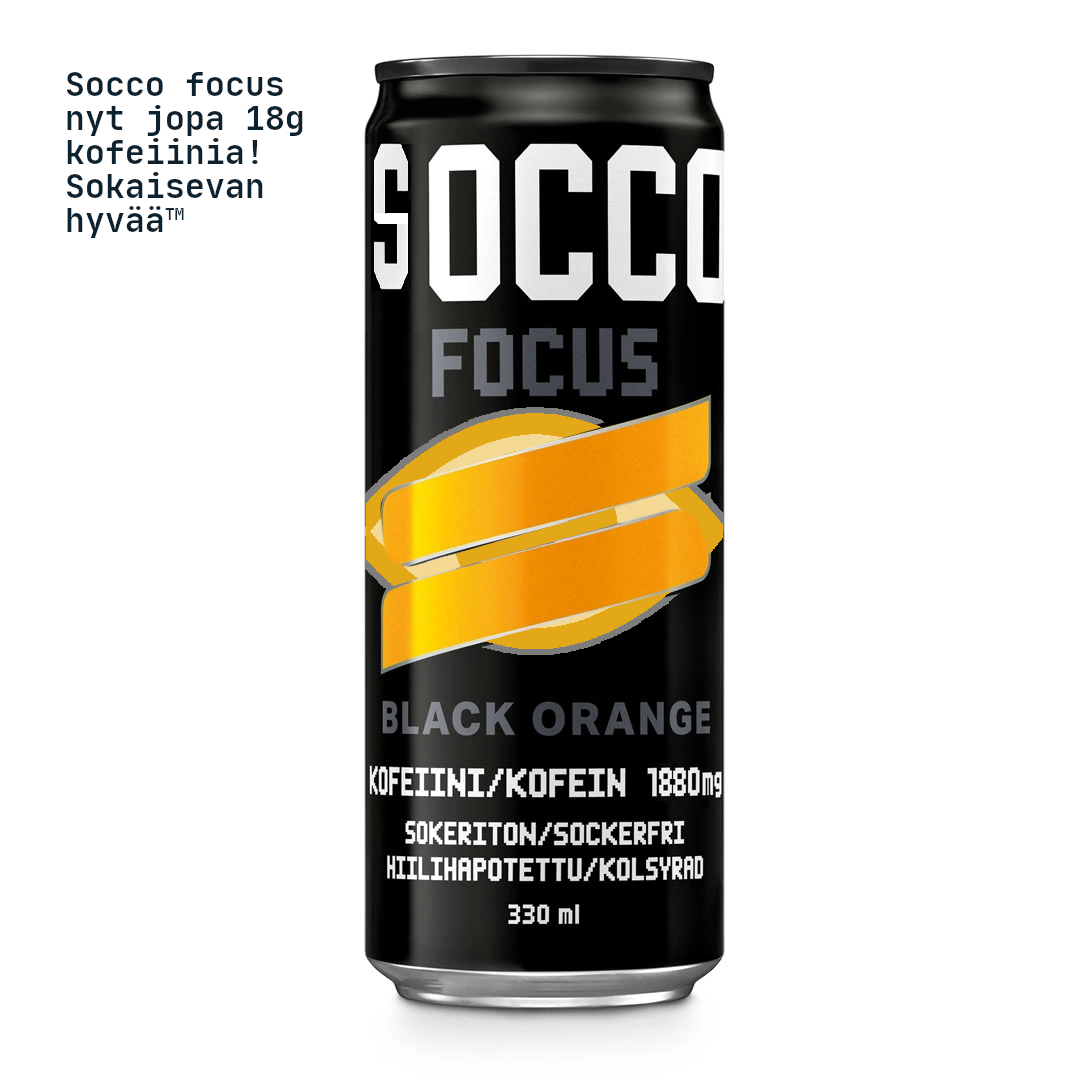 Socco focus
nyt jopa 18g
kofeiinia!
Sokaisevan
hyvää™
SOCCO
FOCUS
BLACK ORANGE
KOFEIINI/KOFEIN 1880mg
SOKERITON/SOCKERFRI
HIILIHAPOTETTU/KOLSYRAD
330 ml